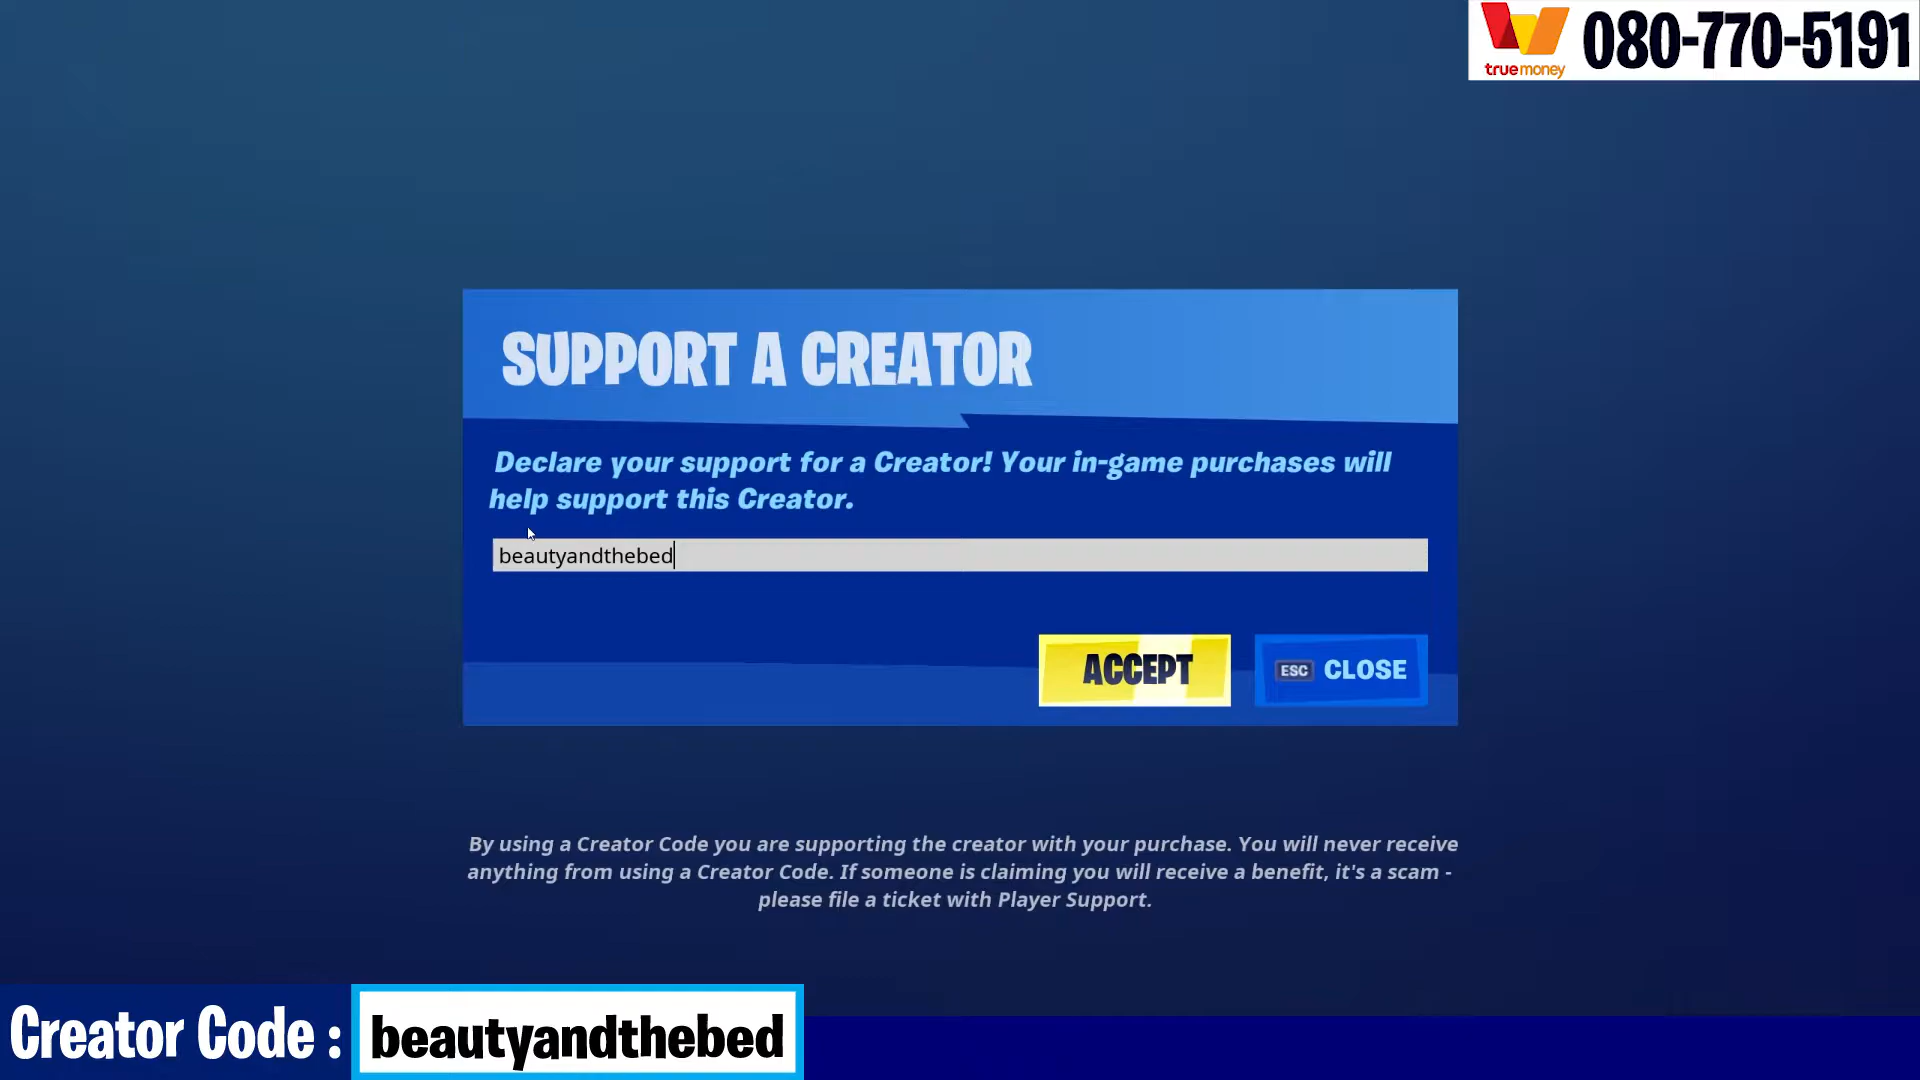 truemoney
080-770-5191
SUPPORT A CREATOR
Declare your support for a Creator! Your in-game purchases will
help support this Creator.
beautyandthebed
ACCEPT
ESC CLOSE
By using a Creator Code you are supporting the creator with your purchase. You will never receive
anything from using a Creator Code. If someone is claiming you will receive a benefit, it's a scam -
please file a ticket with Player Support.
Creator Code : beautyandthebed